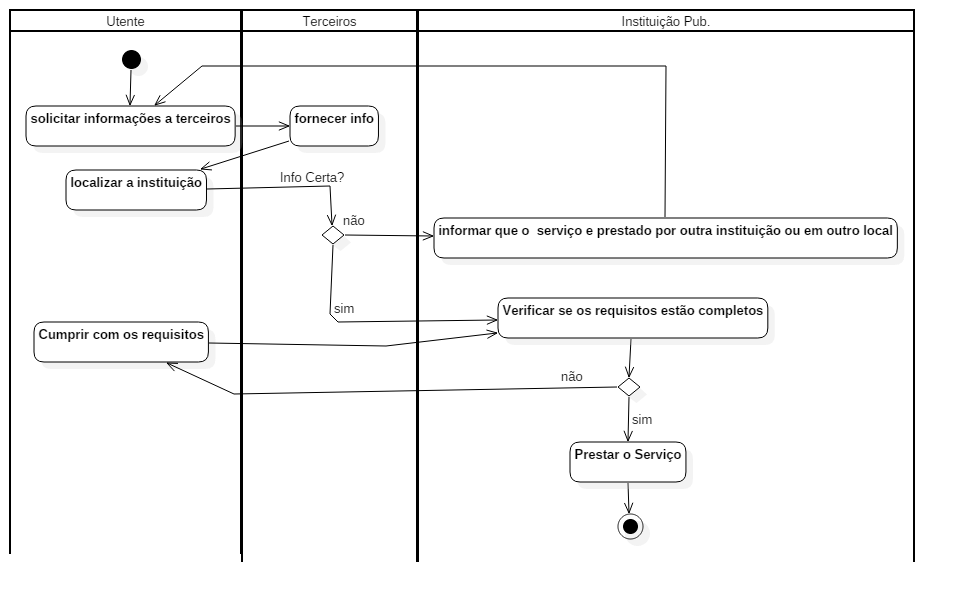 Utente
Terceiros
Instituição Pub.
solicitar informações a terceiros
fornecer info
localizar a instituição
Info Certa?
não
informar que o  serviço e prestado por outra instituição ou em outro local
sim
Verificar se os requisitos estão completos
Cumprir com os requisitos
não
sim
Prestar o Serviço